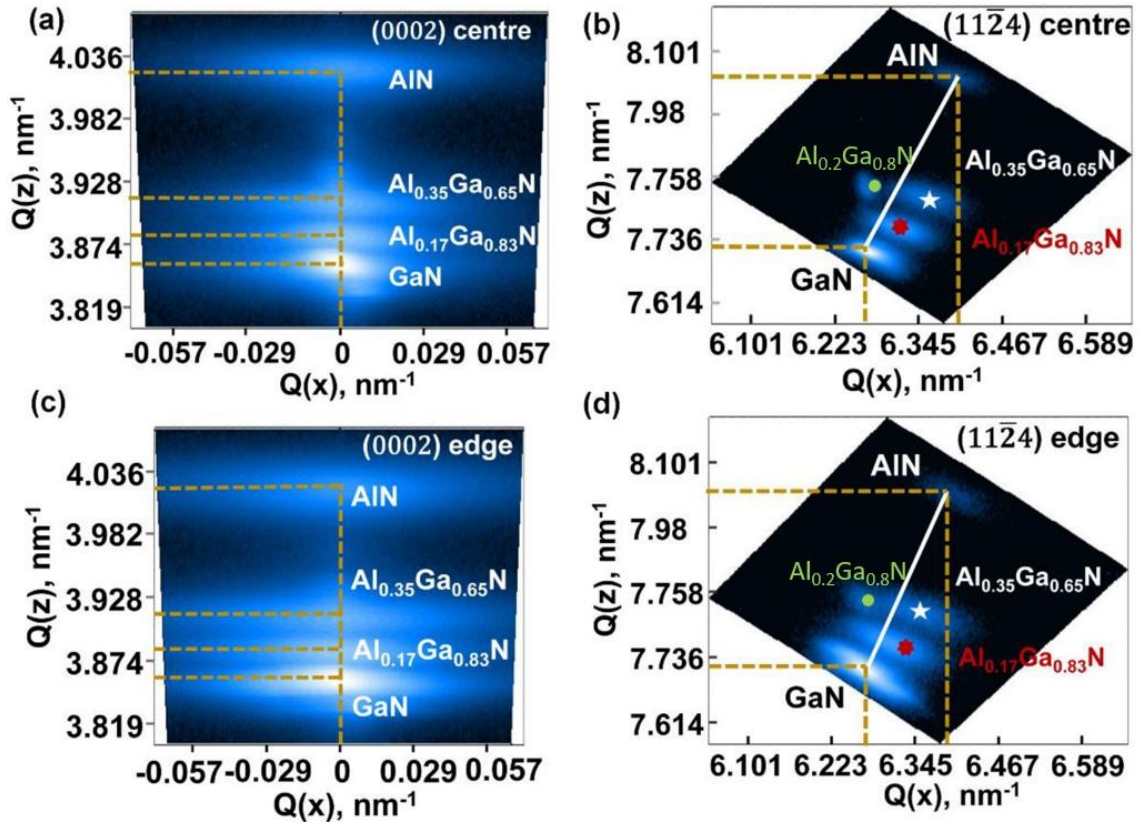 (a)
(0002) centre
4.036
3.982
3.928
3.874
3.819
Q(z), nm⁻¹
AlN
Al₀.₃₅Ga₀.₆₅N
Al₀.₁₇Ga₀.₈₃N
GaN
-0.057 -0.029 0 0.029 0.057
Q(x), nm⁻¹
(b)
(112̅4) centre
8.101
7.98
7.758
7.736
7.614
Q(z), nm⁻¹
AlN
Al₀.₂Ga₀.₈N
Al₀.₃₅Ga₀.₆₅N
Al₀.₁₇Ga₀.₈₃N
GaN
6.101 6.223 6.345 6.467 6.589
Q(x), nm⁻¹
(c)
(0002) edge
4.036
3.982
3.928
3.874
3.819
Q(z), nm⁻¹
AlN
Al₀.₃₅Ga₀.₆₅N
Al₀.₁₇Ga₀.₈₃N
GaN
-0.057 -0.029 0 0.029 0.057
Q(x), nm⁻¹
(d)
(112̅4) edge
8.101
7.98
7.758
7.736
7.614
Q(z), nm⁻¹
AlN
Al₀.₂Ga₀.₈N
Al₀.₃₅Ga₀.₆₅N
Al₀.₁₇Ga₀.₈₃N
GaN
6.101 6.223 6.345 6.467 6.589
Q(x), nm⁻¹